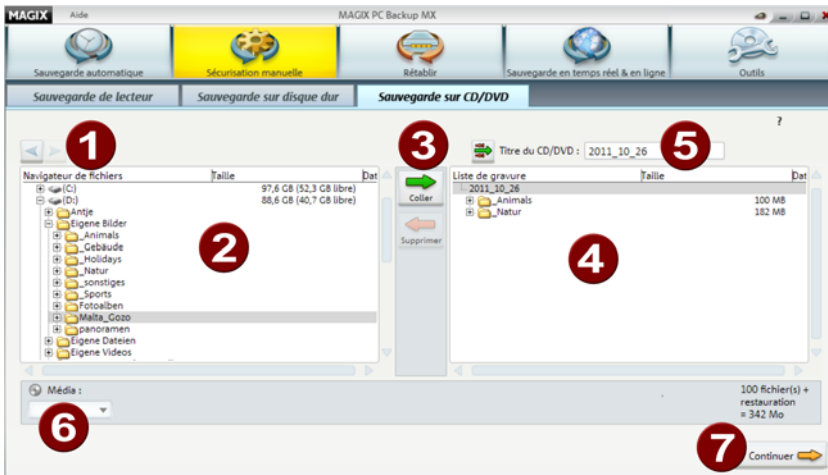 MAGIX Aide MAGIX PC Backup MX
Sauvegarde automatique
Sécurisation manuelle
Rétablir
Sauvegarde en temps réel & en ligne
Outils
Sauvegarde de lecteur
Sauvegarde sur disque dur
Sauvegarde sur CD/DVD
?
1
3
Titre du CD/DVD : 2011_10_26
5
Navigateur de fichiers Taille Dat
(C:) 97,6 GB (52,3 GB libre)
(D:) 88,6 GB (40,7 GB libre)
Antje
Eigene Bilder
_Animals
_Gebäude
_Holidays
_Natur
_sonstiges
_Sports
Fotoalben
Malta_Gozo
panoramen
Eigene Dateien
Eigene Videos
2
Coller
Supprimer
Liste de gravure Taille Dat
2011_10_26
_Animals 100 MB
_Natur 182 MB
4
Média :
6
100 fichier(s) +
restauration
= 342 Mo
7
Continuer